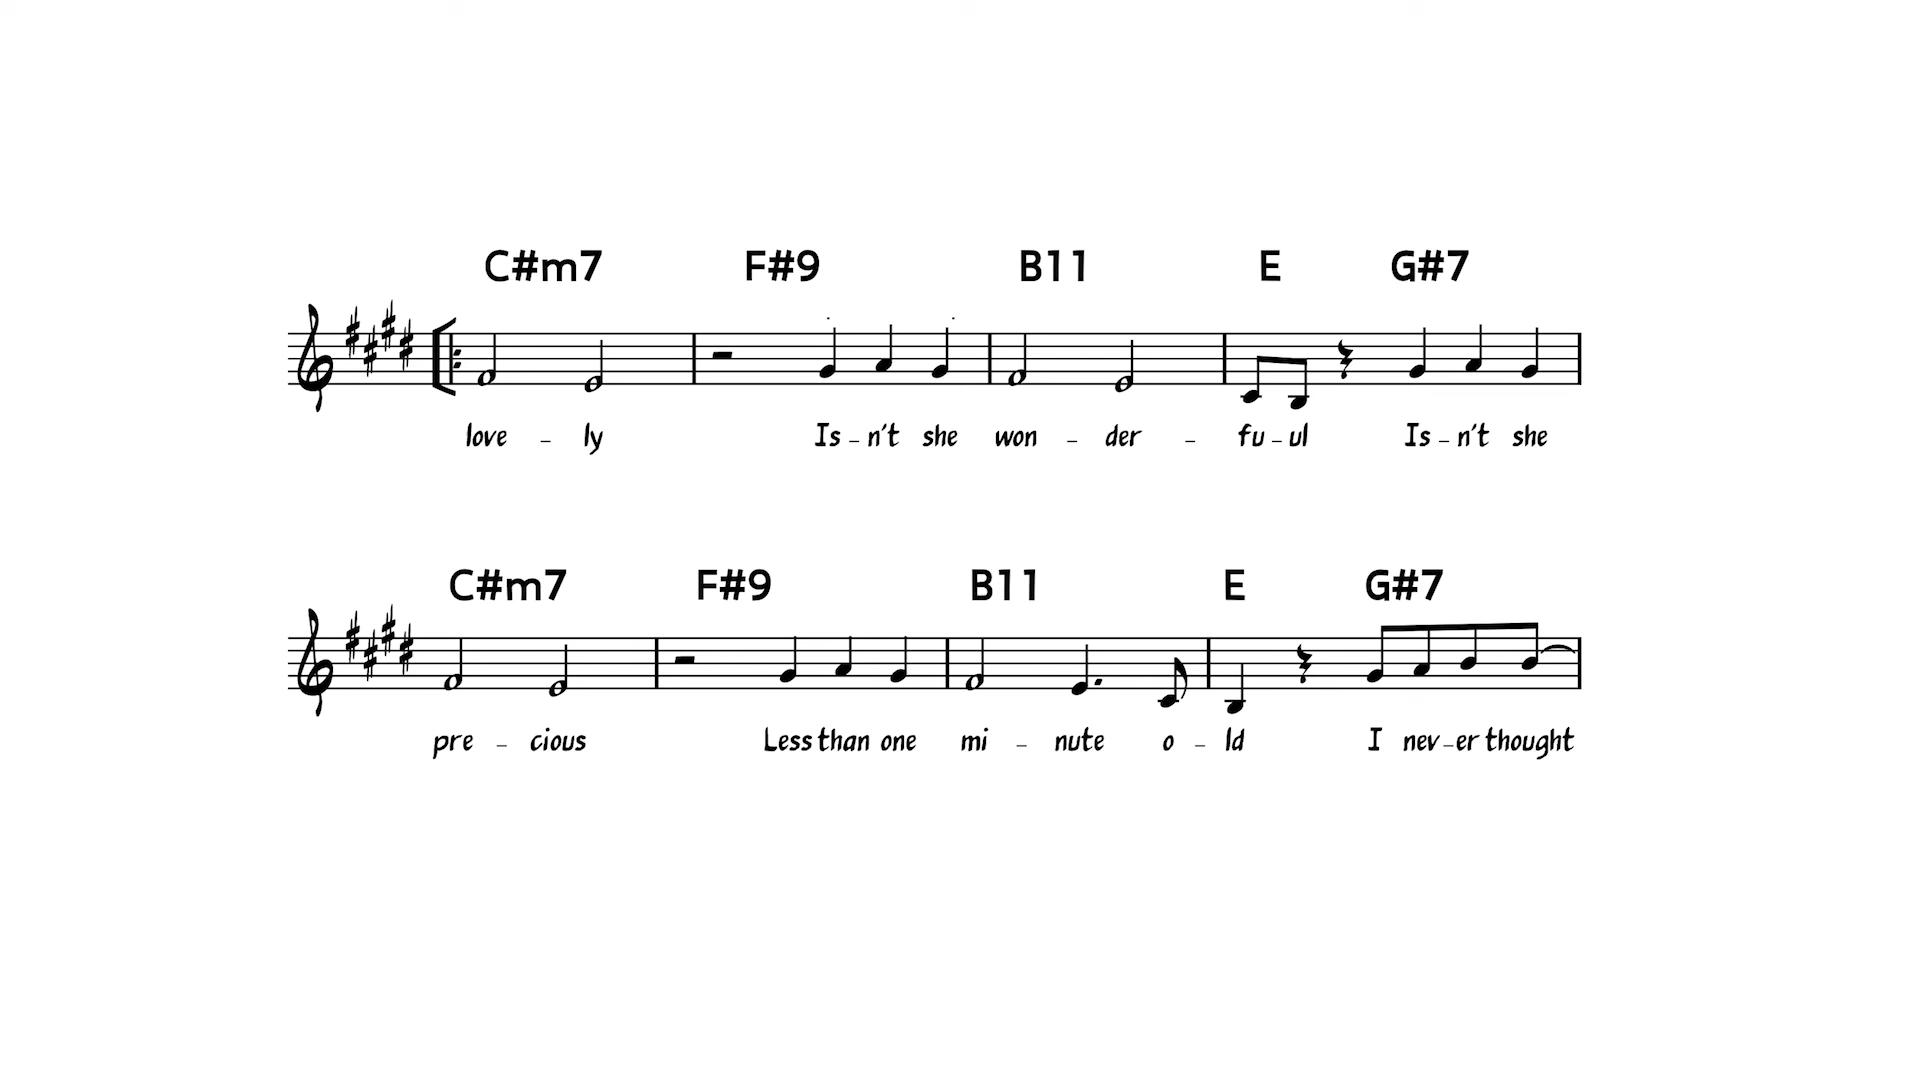 C#m7 F#9 B11 E G#7
love - ly Is - n't she won - der - fu - ul Is - n't she
C#m7 F#9 B11 E G#7
pre - cious Less than one mi - nute o - ld I nev - er thought